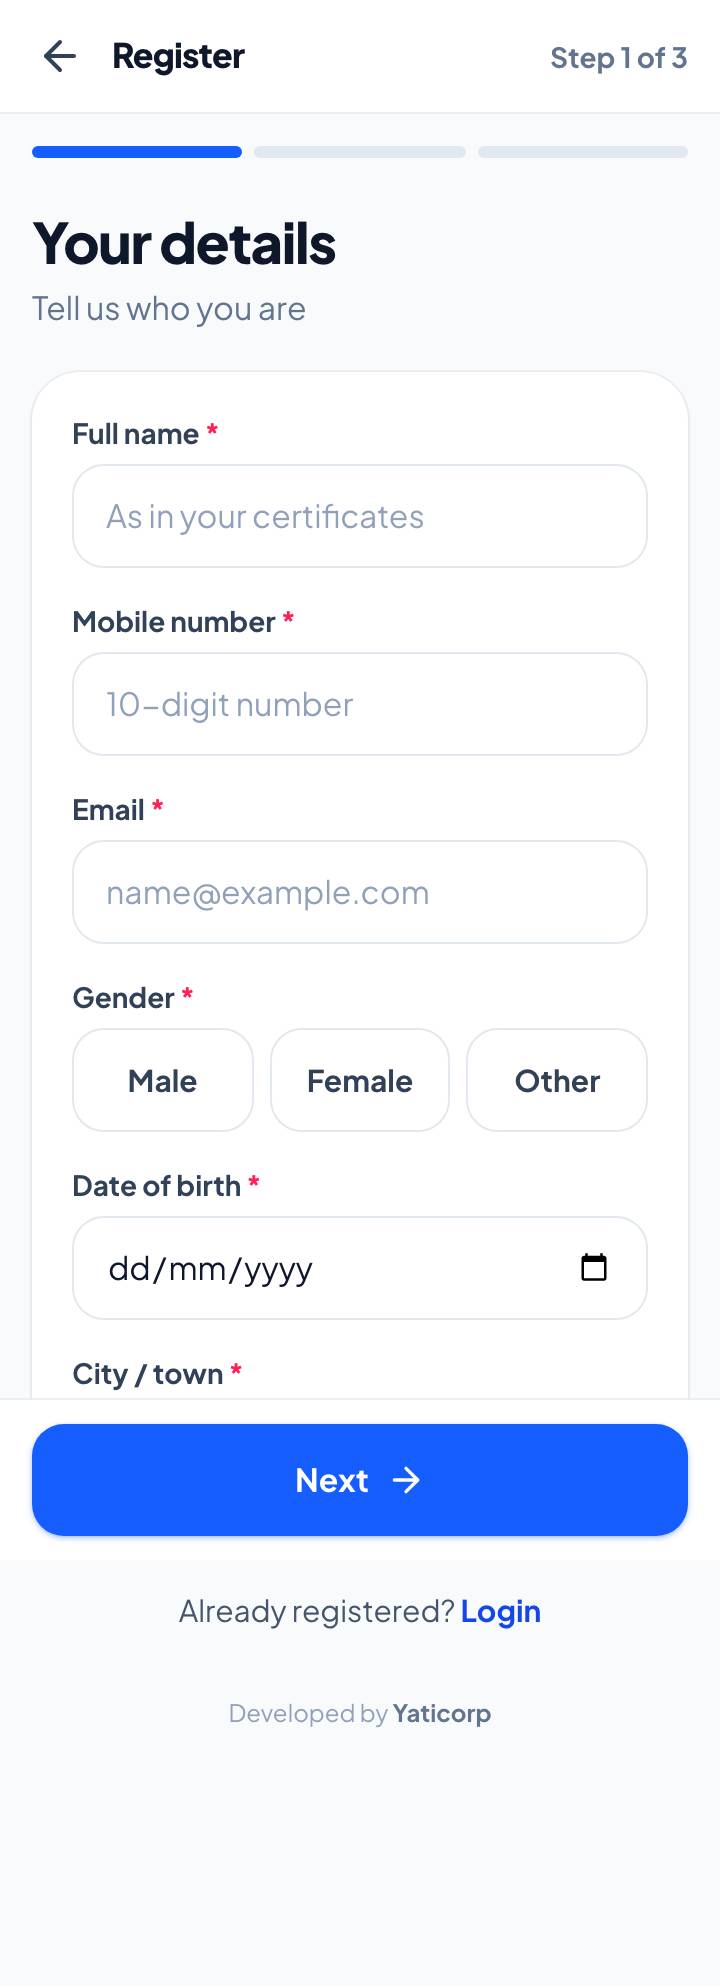 Register
Step 1 of 3
Your details
Tell us who you are
Full name *
As in your certificates
Mobile number *
10-digit number
Email *
name@example.com
Gender *
Male Female Other
Date of birth *
dd/mm/yyyy
City / town *
Next →
Already registered? Login
Developed by Yaticorp